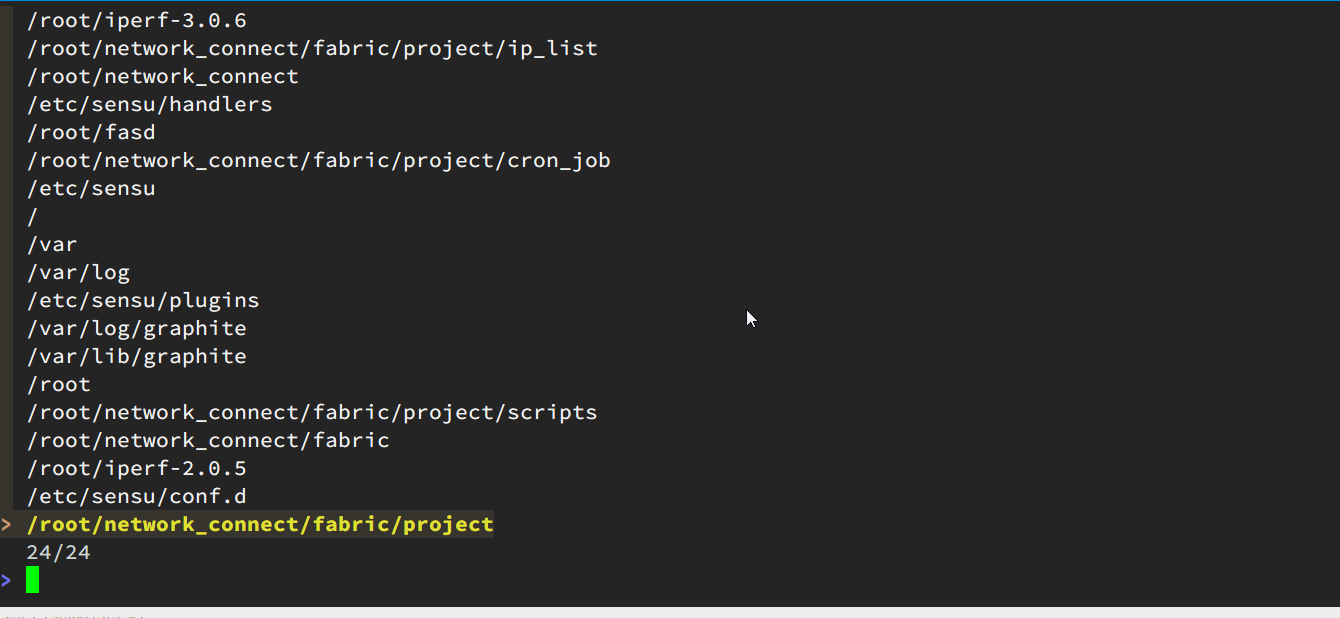 /root/iperf-3.0.6
/root/network_connect/fabric/project/ip_list
/root/network_connect
/etc/sensu/handlers
/root/fasd
/root/network_connect/fabric/project/cron_job
/etc/sensu
/
/var
/var/log
/etc/sensu/plugins
/var/log/graphite
/var/lib/graphite
/root
/root/network_connect/fabric/project/scripts
/root/network_connect/fabric
/root/iperf-2.0.5
/etc/sensu/conf.d
> /root/network_connect/fabric/project
24/24
>